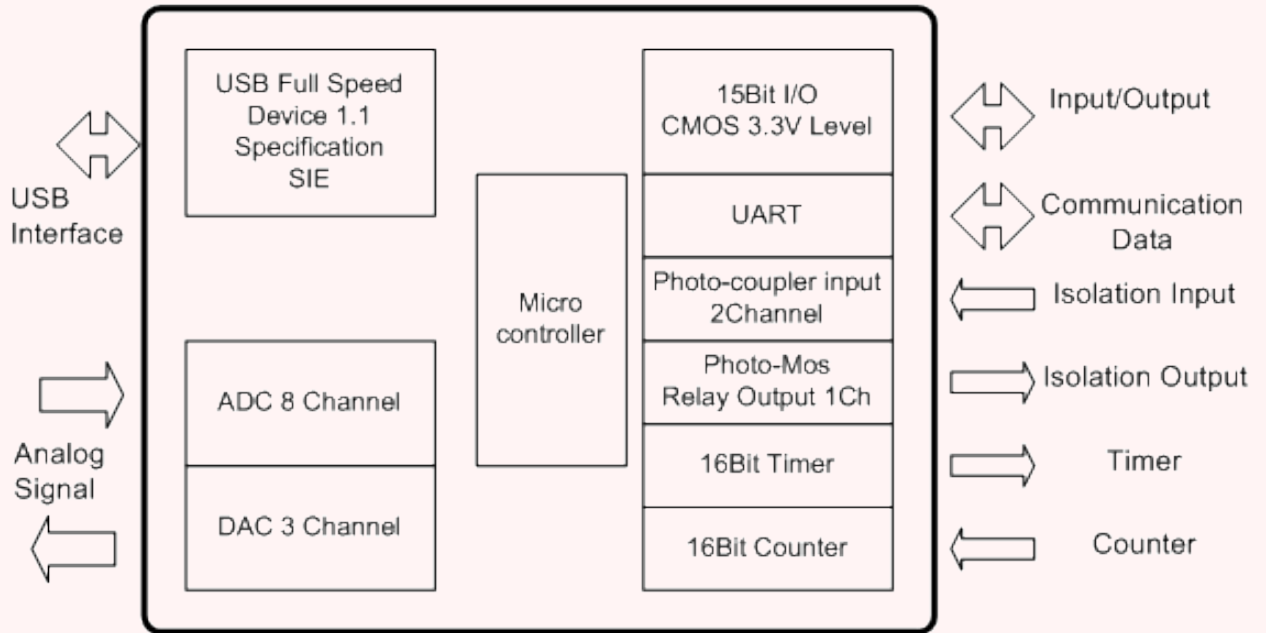 USB Full Speed
Device 1.1
Specification
SIE
USB
Interface
ADC 8 Channel
DAC 3 Channel
Analog
Signal
Micro
controller
15Bit I/O
CMOS 3.3V Level
UART
Photo-coupler input
2Channel
Photo-Mos
Relay Output 1Ch
16Bit Timer
16Bit Counter
Input/Output
Communication
Data
Isolation Input
Isolation Output
Timer
Counter